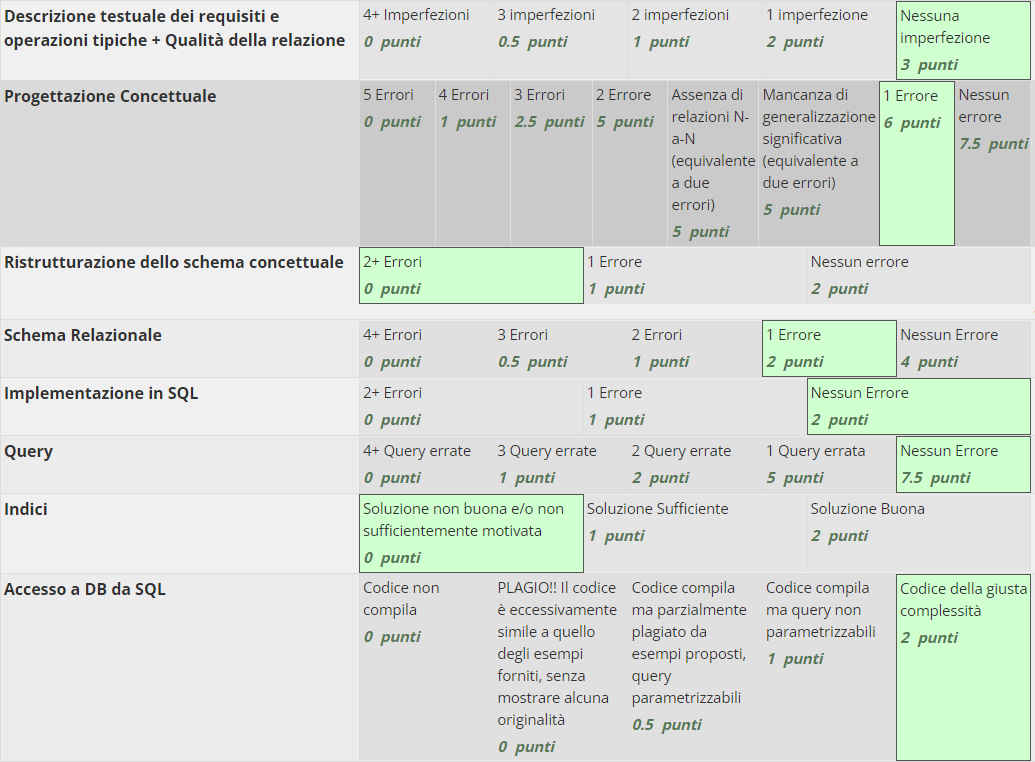 Descrizione testuale dei requisiti e
operazioni tipiche + Qualità della relazione
4+ Imperfezioni
0 punti
3 imperfezioni
0.5 punti
2 imperfezioni
1 punti
1 imperfezione
2 punti
Nessuna
imperfezione
3 punti
Progettazione Concettuale
5 Errori
0 punti
4 Errori
1 punti
3 Errori
2.5 punti
2 Errore
5 punti
Assenza di
relazioni N-
a-N
(equivalente
a due
errori)
5 punti
Mancanza di
generalizzazione
significativa
(equivalente a
due errori)
5 punti
1 Errore
6 punti
Nessun
errore
7.5 punti
Ristrutturazione dello schema concettuale
2+ Errori
0 punti
1 Errore
1 punti
Nessun errore
2 punti
Schema Relazionale
4+ Errori
0 punti
3 Errori
0.5 punti
2 Errori
1 punti
1 Errore
2 punti
Nessun Errore
4 punti
Implementazione in SQL
2+ Errori
0 punti
1 Errore
1 punti
Nessun Errore
2 punti
Query
4+ Query errate
0 punti
3 Query errate
1 punti
2 Query errate
2 punti
1 Query errata
5 punti
Nessun Errore
7.5 punti
Indici
Soluzione non buona e/o non
sufficientemente motivata
0 punti
Soluzione Sufficiente
1 punti
Soluzione Buona
2 punti
Accesso a DB da SQL
Codice non
compila
0 punti
PLAGIO!! Il codice
è eccessivamente
simile a quello
degli esempi
forniti, senza
mostrare alcuna
originalità
0 punti
Codice compila
ma parzialmente
plagiato da
esempi proposti,
query
parametrizzabili
0.5 punti
Codice compila
ma query non
parametrizzabili
1 punti
Codice della giusta
complessità
2 punti